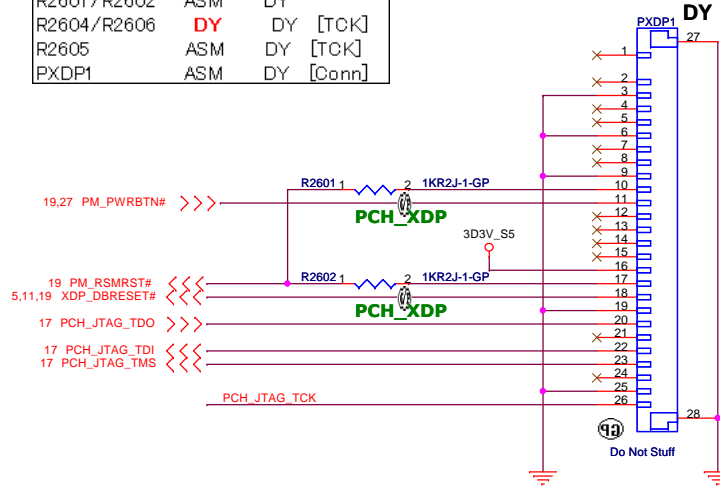 R2601/R2602 ASM DY
R2604/R2606 DY DY [TCK]
R2605 ASM DY [TCK]
PXDP1 ASM DY [Conn]
DY
PXDP1
27
1
2
3
4
5
6
7
8
9
R2601 1 2 1KR2J-1-GP 10
19,27 PM_PWRBTN# 11
PCH_XDP
12
13
3D3V_S5
14
15
16
19 PM_RSMRST# R2602 1 2 1KR2J-1-GP 17
5,11,19 XDP_DBRESET# 18
PCH_XDP
19
17 PCH_JTAG_TDO 20
21
17 PCH_JTAG_TDI 22
17 PCH_JTAG_TMS 23
24
25
PCH_JTAG_TCK 26
28
Do Not Stuff